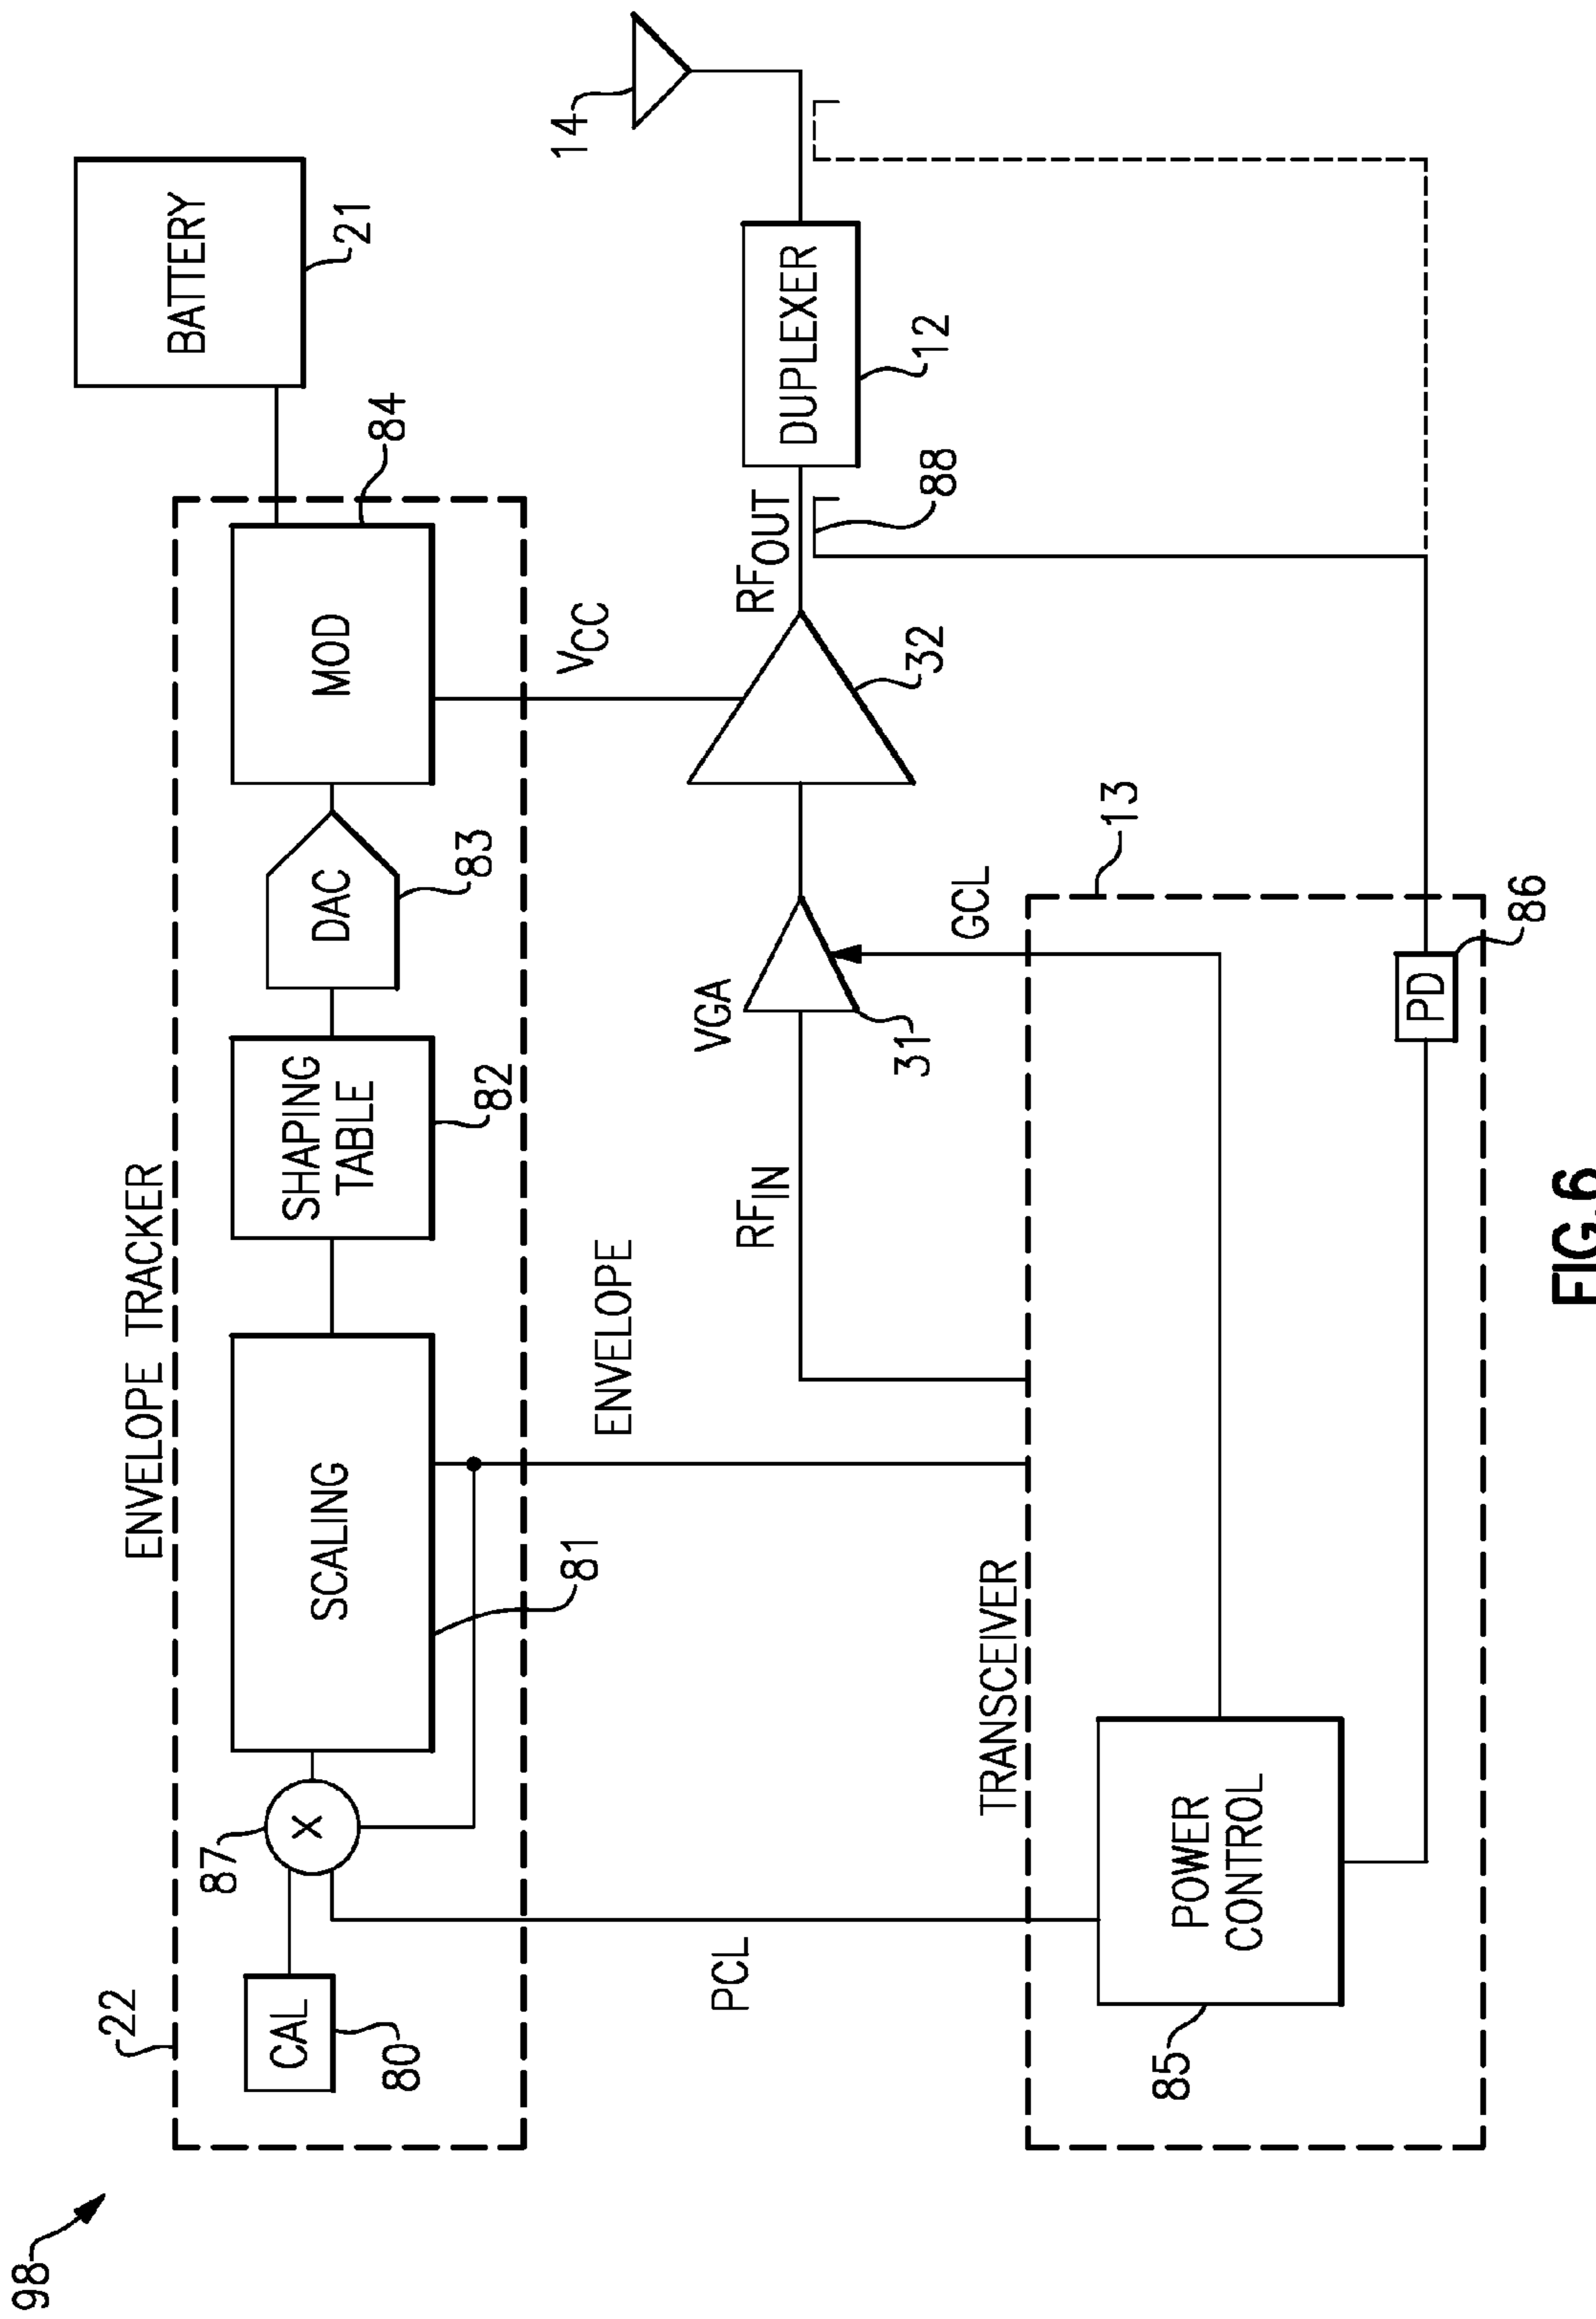 98
22
ENVELOPE TRACKER
BATTERY
21
CAL
80
87
X
SCALING
81
SHAPING
TABLE
82
DAC
83
MOD
84
VCC
ENVELOPE
PCL
RFIN
VGA
31
GCL
RFOUT
32
88
DUPLEXER
12
14
TRANSCEIVER
13
POWER
CONTROL
85
PD
86
FIG.6